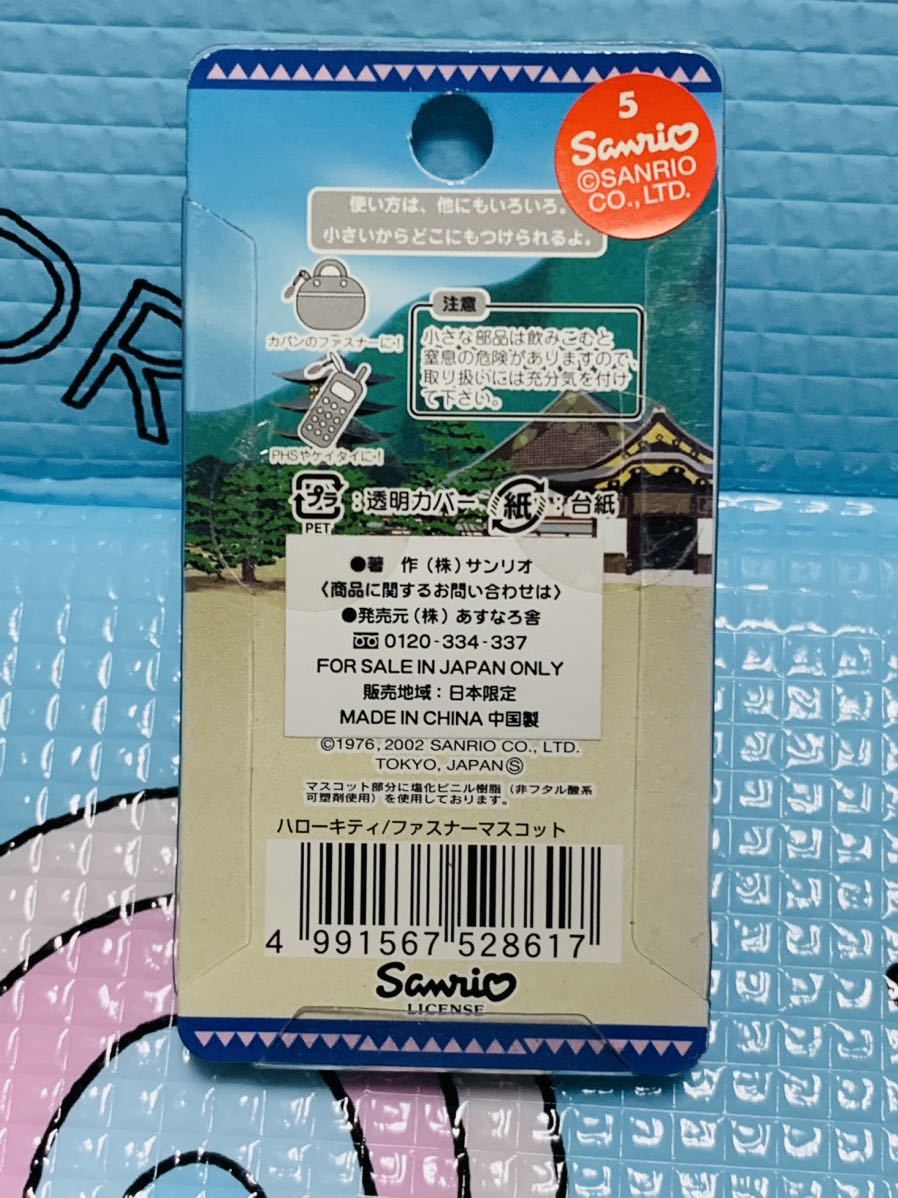 5
Sanrio
©SANRIO
CO.,LTD.
使い方は、他にもいろいろ。
小さいからどこにもつけられるよ。
カバンのファスナーに!
PHSやケイタイに!
注意
小さな部品は飲みこむと
窒息の危険がありますので、
取り扱いには充分気を付け
て下さい。
プラ
PET
:透明カバー
紙
:台紙
●著 作(株)サンリオ
〈商品に関するお問い合わせは〉
●発売元(株)あすなろ舎
0120-334-337
FOR SALE IN JAPAN ONLY
販売地域:日本限定
MADE IN CHINA 中国製
©1976, 2002 SANRIO CO., LTD.
TOKYO, JAPAN Ⓢ
マスコット部分に塩化ビニル樹脂(非フタル酸系
可塑剤使用)を使用しております。
ハローキティ/ファスナーマスコット
4 991567 528617
Sanrio
LICENSE